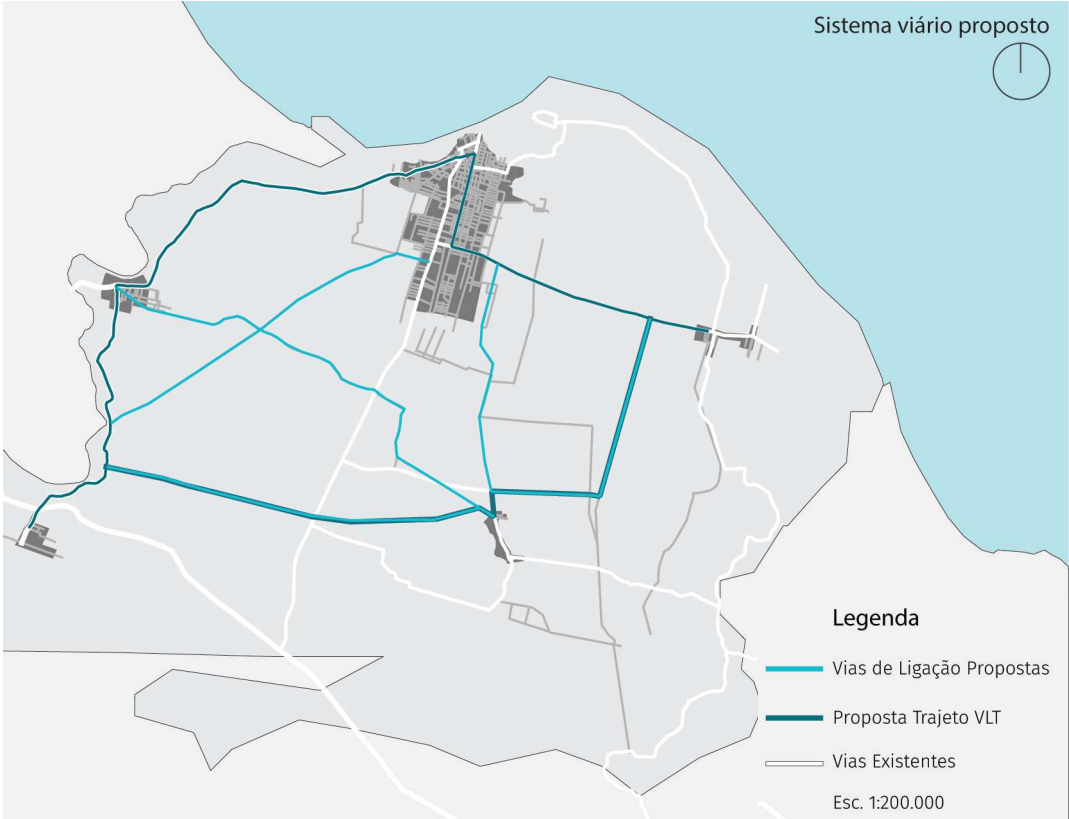 Sistema viário proposto
Legenda
Vias de Ligação Propostas
Proposta Trajeto VLT
Vias Existentes
Esc. 1:200.000